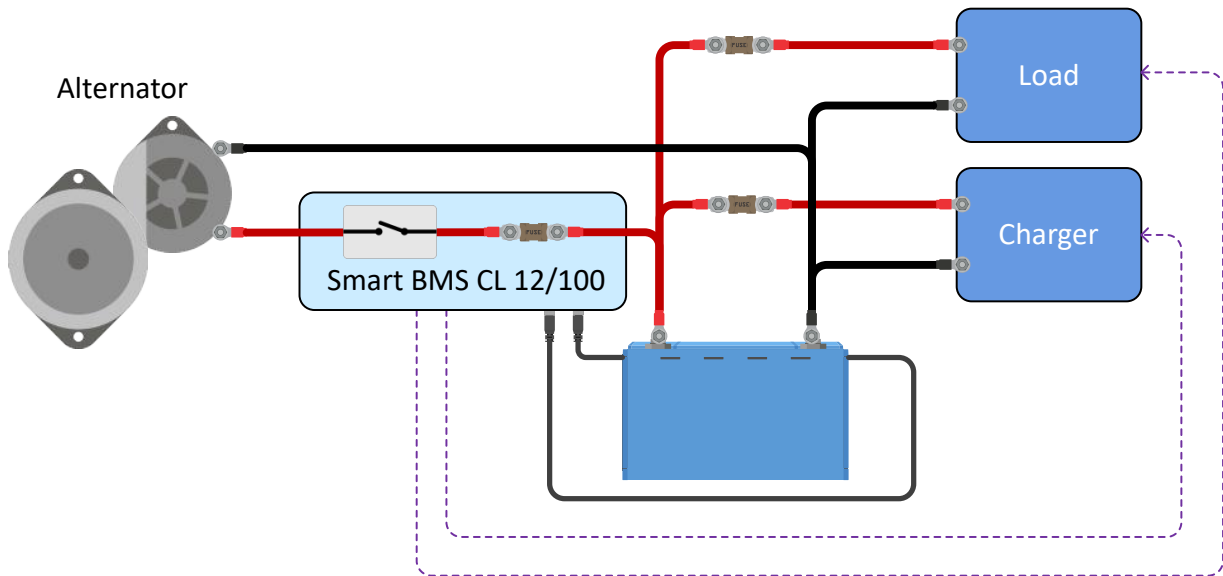 FUSE
Load
Alternator
FUSE
Charger
FUSE
Smart BMS CL 12/100